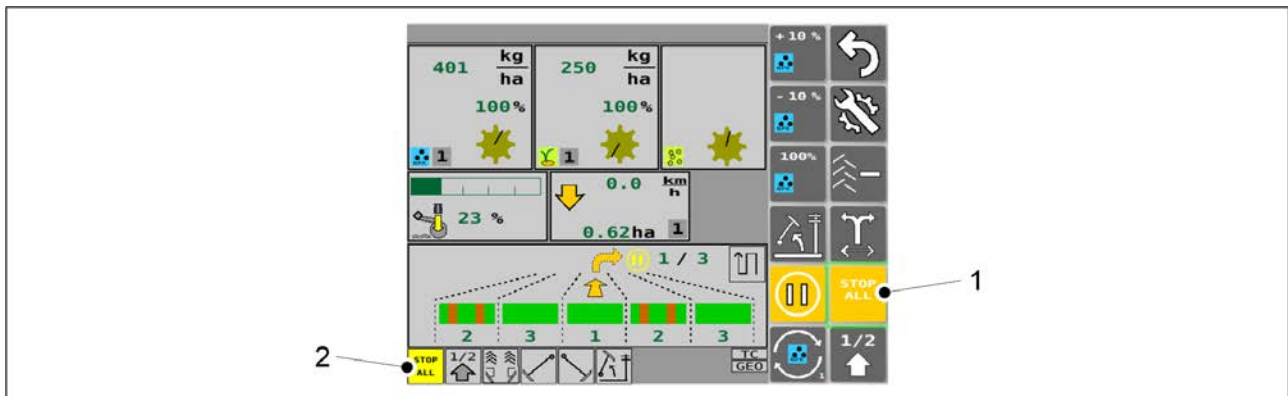 401 kg/ha
100%
1
250 kg/ha
100%
1
23 %
0.0 km/h
0.62ha 1
1 / 3
2 3 1 2 3
STOP ALL
1/2
TC
GEO
+ 10 %
- 10 %
100%
STOP ALL
1
1/2
1
2